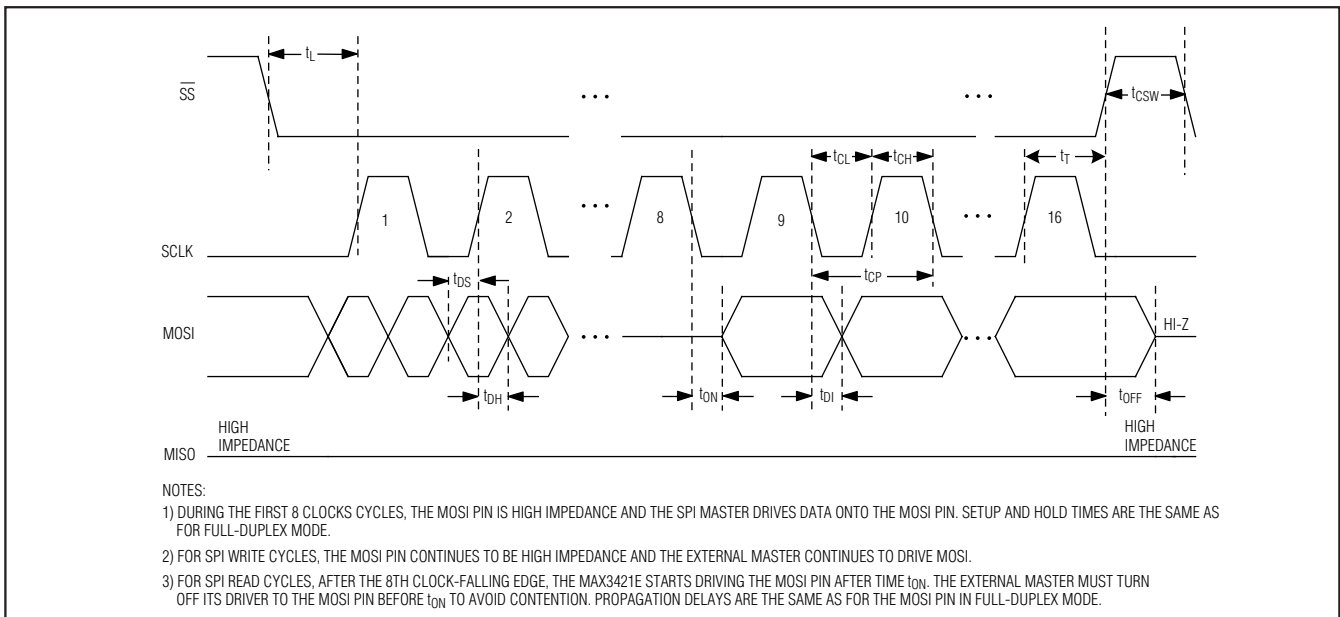 tL
SS
• • •
• • •
tCSW
tCL
tCH
tT
1
2
• • •
8
9
10
• • •
16
SCLK
tDS
tCP
MOSI
• • •
• • •
HI-Z
tDH
tON
tDI
tOFF
HIGH
IMPEDANCE
HIGH
IMPEDANCE
MISO
NOTES:
1) DURING THE FIRST 8 CLOCKS CYCLES, THE MOSI PIN IS HIGH IMPEDANCE AND THE SPI MASTER DRIVES DATA ONTO THE MOSI PIN. SETUP AND HOLD TIMES ARE THE SAME AS
FOR FULL-DUPLEX MODE.
2) FOR SPI WRITE CYCLES, THE MOSI PIN CONTINUES TO BE HIGH IMPEDANCE AND THE EXTERNAL MASTER CONTINUES TO DRIVE MOSI.
3) FOR SPI READ CYCLES, AFTER THE 8TH CLOCK-FALLING EDGE, THE MAX3421E STARTS DRIVING THE MOSI PIN AFTER TIME tON. THE EXTERNAL MASTER MUST TURN
OFF ITS DRIVER TO THE MOSI PIN BEFORE tON TO AVOID CONTENTION. PROPAGATION DELAYS ARE THE SAME AS FOR THE MOSI PIN IN FULL-DUPLEX MODE.